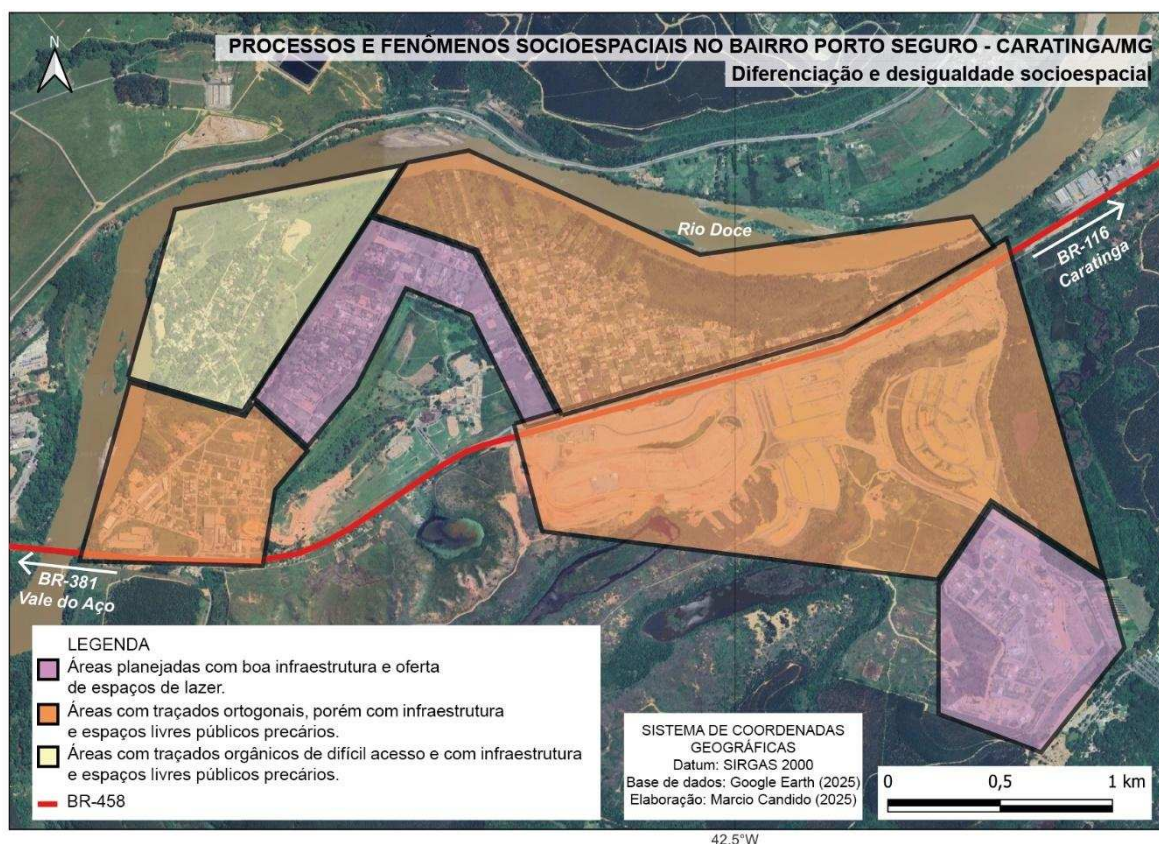 N
PROCESSOS E FENÔMENOS SOCIOESPACIAIS NO BAIRRO PORTO SEGURO - CARATINGA/MG
Diferenciação e desigualdade socioespacial
Rio Doce
BR-116
Caratinga
BR-381
Vale do Aço
LEGENDA
Áreas planejadas com boa infraestrutura e oferta
de espaços de lazer.
Áreas com traçados ortogonais, porém com infraestrutura
e espaços livres públicos precários.
Áreas com traçados orgânicos de difícil acesso e com infraestrutura
e espaços livres públicos precários.
BR-458
SISTEMA DE COORDENADAS
GEOGRÁFICAS
Datum: SIRGAS 2000
Base de dados: Google Earth (2025)
Elaboração: Marcio Candido (2025)
0 0,5 1 km
42.5°W